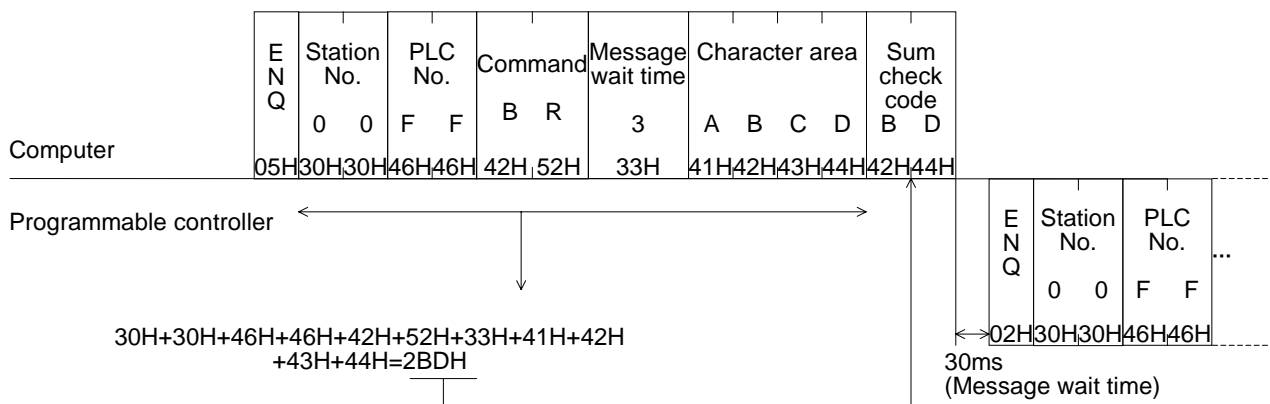 E N Q
Station No.
PLC No.
Command
Message wait time
Character area
Sum check code
0 0
F F
B R
3
A B C D
B D
Computer
05H 30H 30H 46H 46H 42H 52H 33H 41H 42H 43H 44H 42H 44H
Programmable controller
E N Q
Station No.
PLC No.
...
0 0
F F
02H 30H 30H 46H 46H
30H+30H+46H+46H+42H+52H+33H+41H+42H
+43H+44H=2BDH
30ms
(Message wait time)